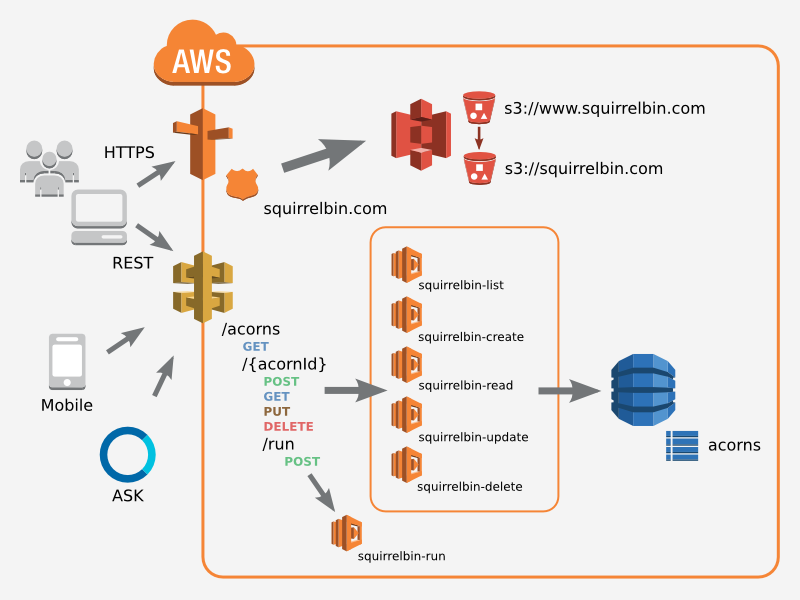 AWS
HTTPS
s3://www.squirrelbin.com
s3://squirrelbin.com
squirrelbin.com
REST
/acorns
GET
/{acornId}
POST
GET
PUT
DELETE
/run
POST
squirrelbin-list
squirrelbin-create
squirrelbin-read
squirrelbin-update
squirrelbin-delete
acorns
Mobile
ASK
squirrelbin-run